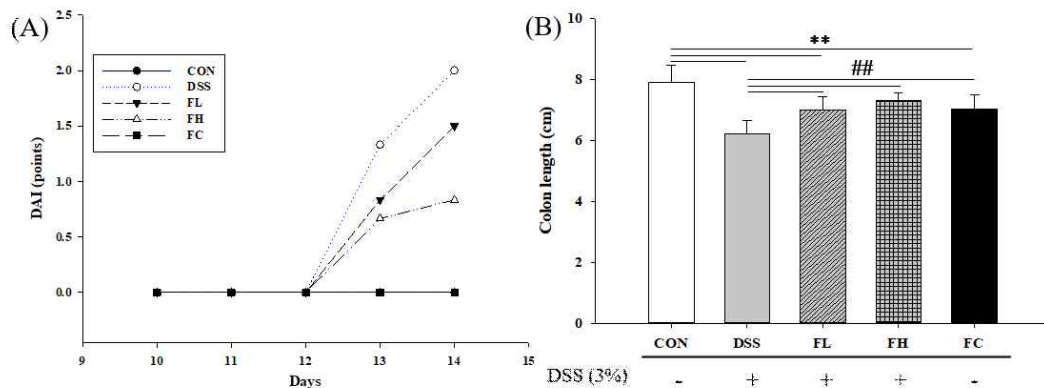 (A)
2.5
2.0
1.5
1.0
0.5
0.0
DAI (points)
CON
DSS
FL
FH
FC
9 10 11 12 13 14 15
Days
(B)
10
8
6
4
2
0
Colon length (cm)
**
##
CON DSS FL FH FC
DSS (3%) - + + + -